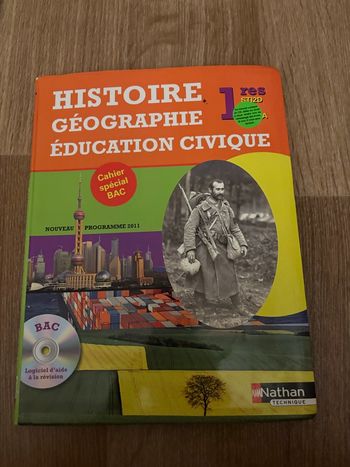 HISTOIRE
GÉOGRAPHIE
ÉDUCATION CIVIQUE
1res
STI2D
A
Cahier
spécial
BAC
NOUVEAU PROGRAMME 2011
BAC
Logiciel d'aide
à la révision
Nathan
TECHNIQUE